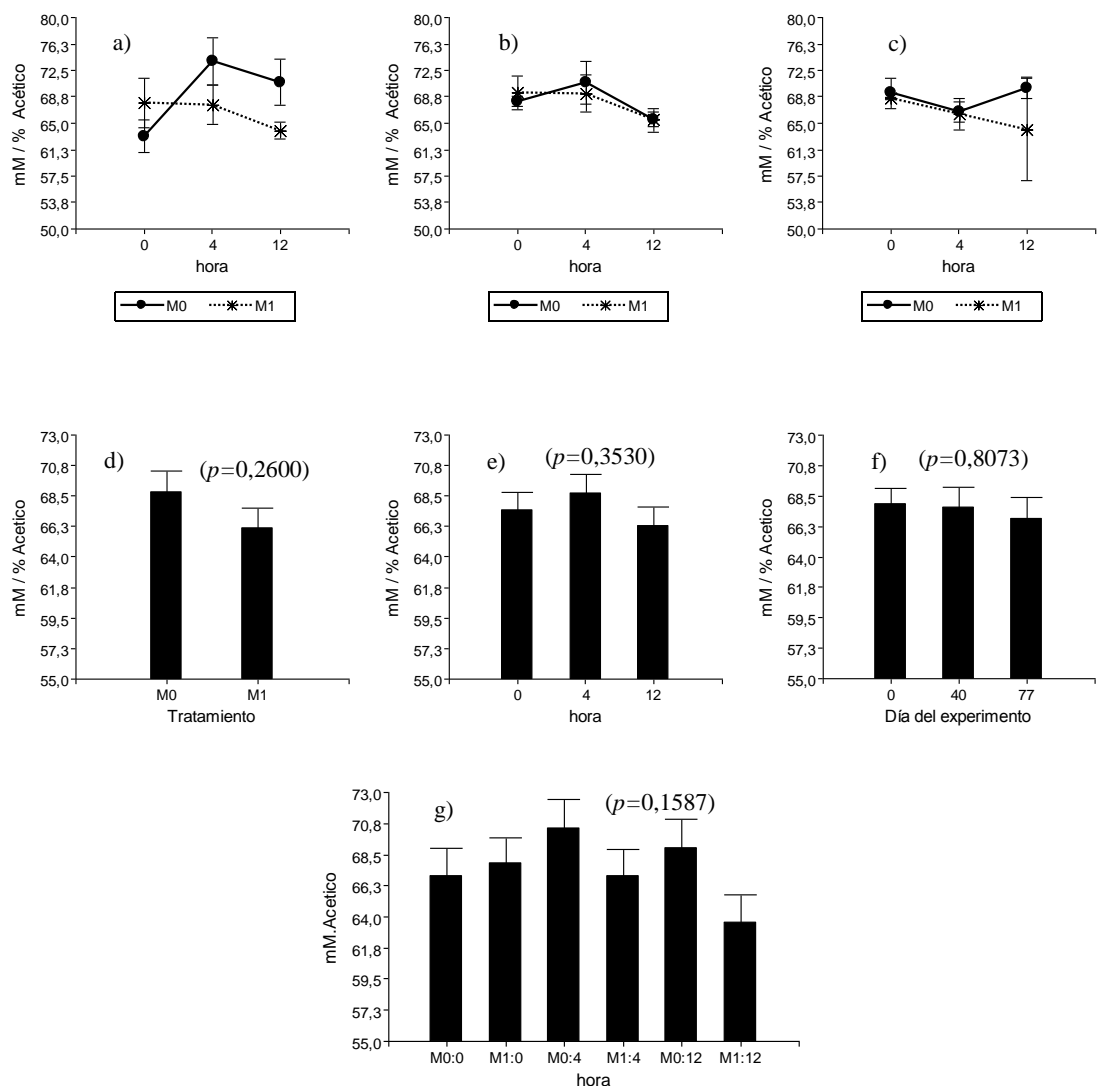 a)
80,0
76,3
72,5
68,8
65,0
61,3
57,5
53,8
50,0
mM / % Acético
0 4 12
hora
M0 M1
b)
80,0
76,3
72,5
68,8
65,0
61,3
57,5
53,8
50,0
mM / % Acético
0 4 12
hora
M0 M1
c)
80,0
76,3
72,5
68,8
65,0
61,3
57,5
53,8
50,0
mM / % Acético
0 4 12
hora
M0 M1
d)
(p=0,2600)
73,0
70,8
68,5
66,3
64,0
61,8
59,5
57,3
55,0
mM / % Acetico
M0 M1
Tratamiento
e)
(p=0,3530)
73,0
70,8
68,5
66,3
64,0
61,8
59,5
57,3
55,0
mM / % Acetico
0 4 12
hora
f)
(p=0,8073)
73,0
70,8
68,5
66,3
64,0
61,8
59,5
57,3
55,0
mM / % Acetico
0 40 77
Día del experimento
g)
(p=0,1587)
73,0
70,8
68,5
66,3
64,0
61,8
59,5
57,3
55,0
mM.Acetico
M0:0 M1:0 M0:4 M1:4 M0:12 M1:12
hora